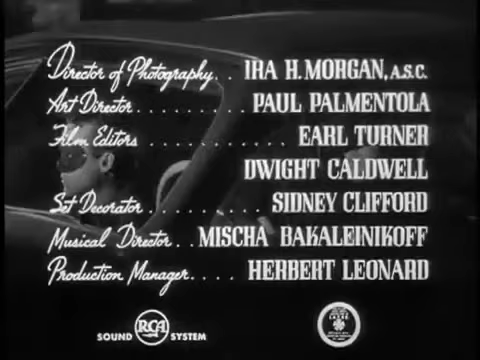 Director of Photography.. IRA H. MORGAN, A.S.C.
Art Director.......... PAUL PALMENTOLA
Film Editors........... EARL TURNER
DWIGHT CALDWELL
Set Decorator.......... SIDNEY CLIFFORD
Musical Director.. MISCHA BAKALEINIKOFF
Production Manager.... HERBERT LEONARD
SOUND RCA SYSTEM